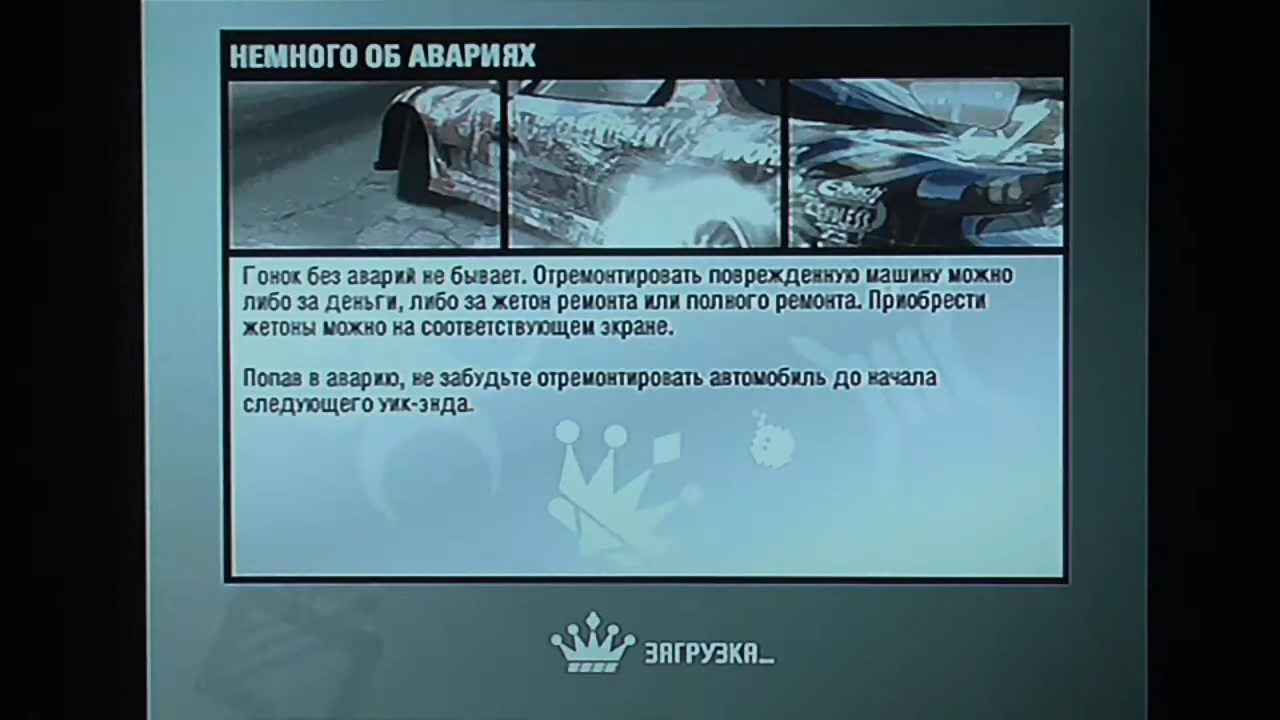 НЕМНОГО ОБ АВАРИЯХ
Гонок без аварий не бывает. Отремонтировать поврежденную машину можно
либо за деньги, либо за жетон ремонта или полного ремонта. Приобрести
жетоны можно на соответствующем экране.
Попав в аварию, не забудьте отремонтировать автомобиль до начала
следующего уик-энда.
ЗАГРУЗКА...